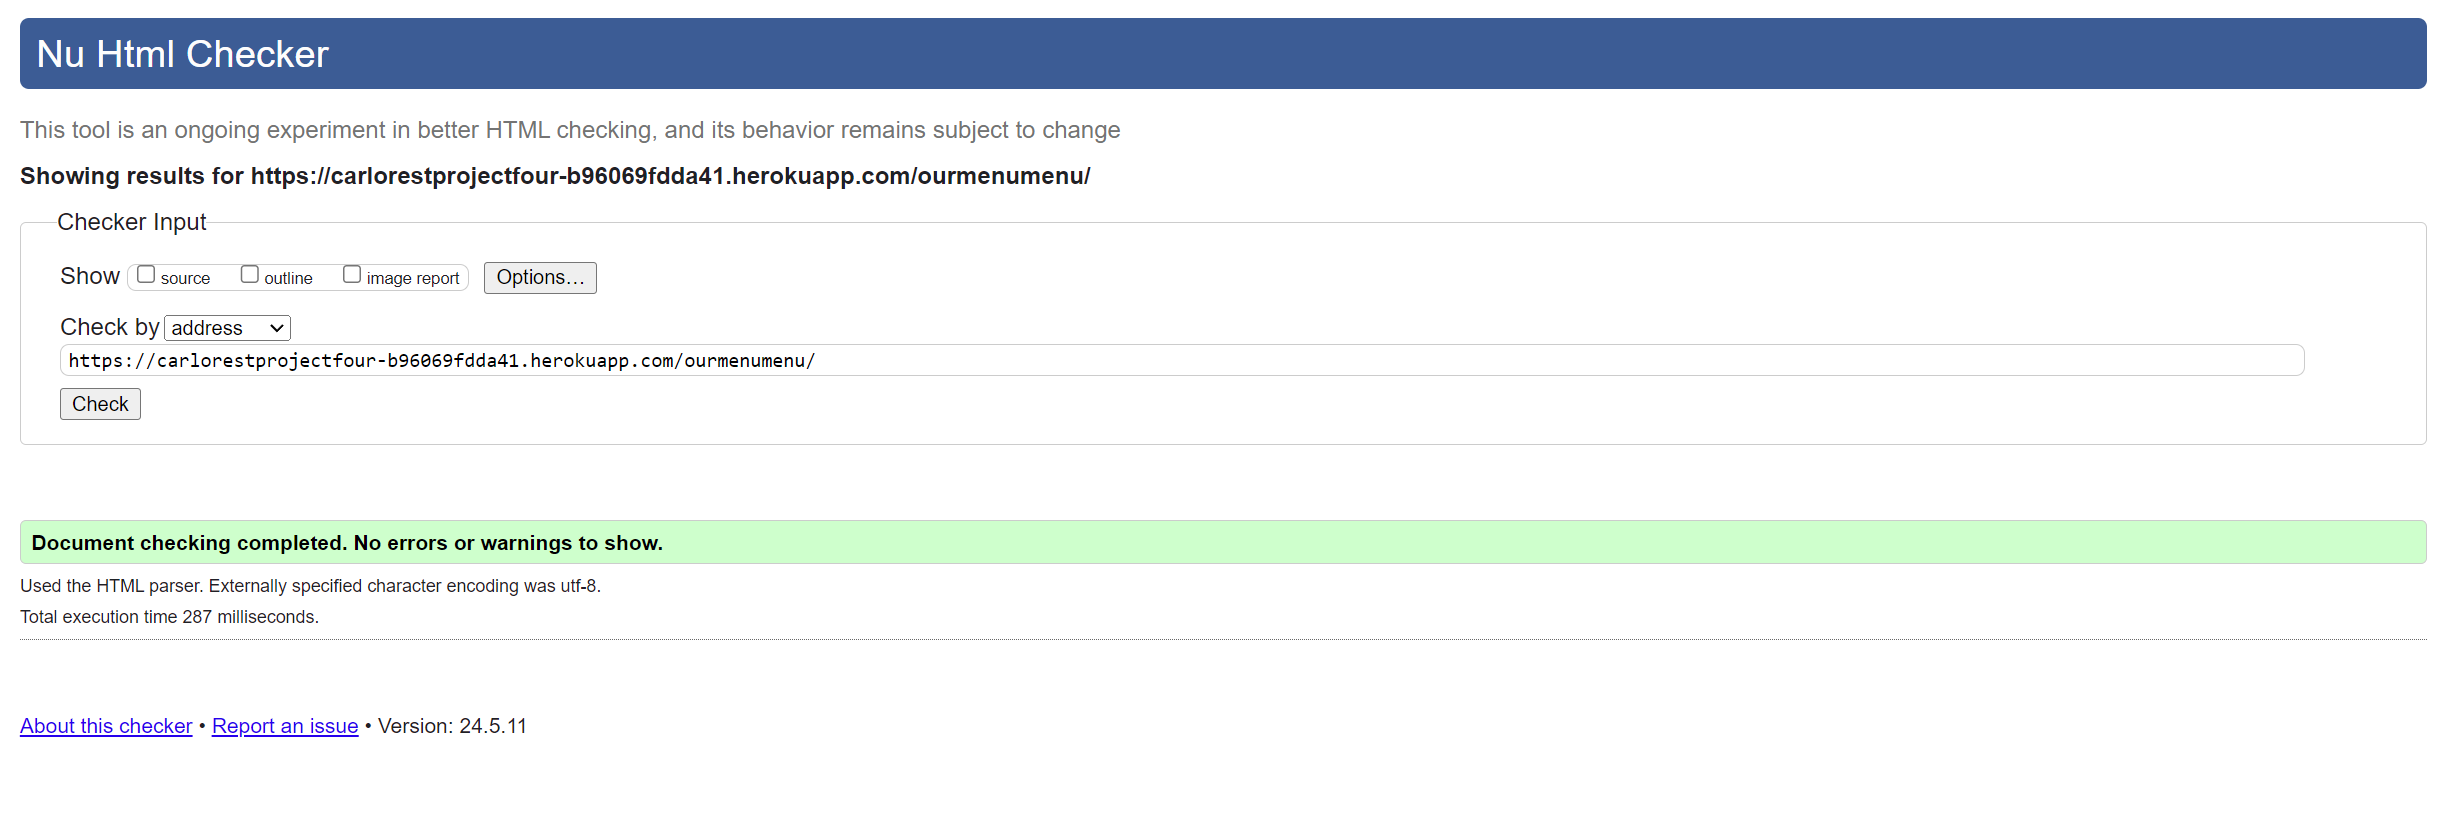 Nu Html Checker
This tool is an ongoing experiment in better HTML checking, and its behavior remains subject to change
Showing results for https://carlorestprojectfour-b96069fdda41.herokuapp.com/ourmenumenu/
Checker Input
Show source outline image report Options...
Check by address
https://carlorestprojectfour-b96069fdda41.herokuapp.com/ourmenumenu/
Check
Document checking completed. No errors or warnings to show.
Used the HTML parser. Externally specified character encoding was utf-8.
Total execution time 287 milliseconds.
About this checker • Report an issue • Version: 24.5.11